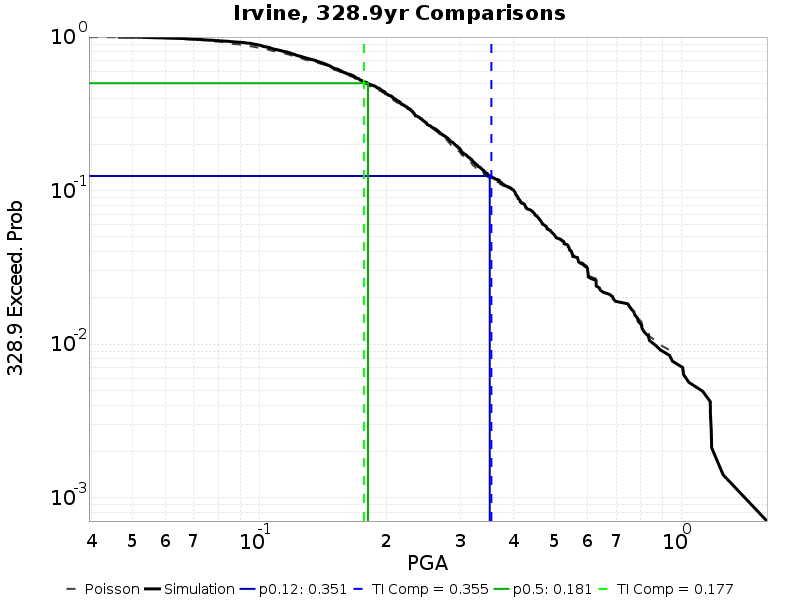 Irvine, 328.9yr Comparisons
328.9 Exceed. Prob
10^0
10^-1
10^-2
10^-3
4 5 6 7 10^-1 2 3 4 5 6 7 10^0
PGA
Poisson Simulation p0.12: 0.351 TI Comp = 0.355 p0.5: 0.181 TI Comp = 0.177